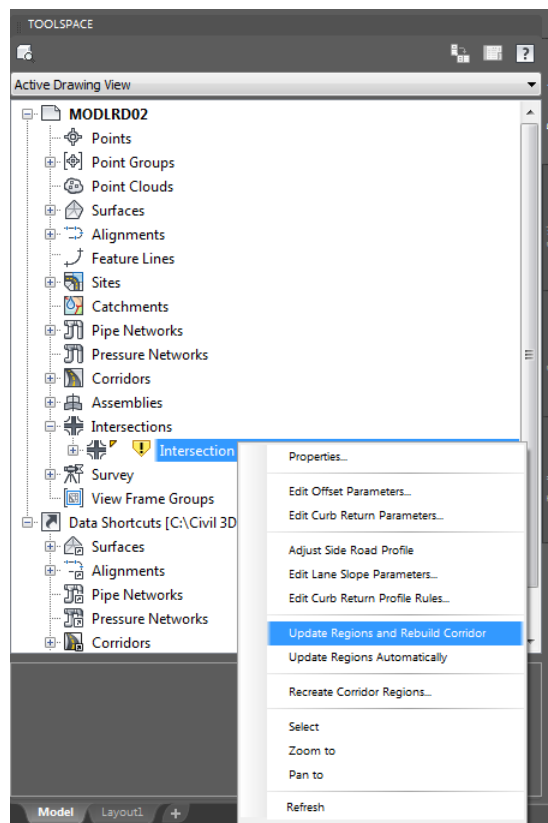 TOOLSPACE
?
Active Drawing View
MODLRD02
Points
Point Groups
Point Clouds
Surfaces
Alignments
Feature Lines
Sites
Catchments
Pipe Networks
Pressure Networks
Corridors
Assemblies
Intersections
Intersection
Survey
View Frame Groups
Data Shortcuts [C:\Civil 3D
Surfaces
Alignments
Pipe Networks
Pressure Networks
Corridors
Properties...
Edit Offset Parameters...
Edit Curb Return Parameters...
Adjust Side Road Profile
Edit Lane Slope Parameters...
Edit Curb Return Profile Rules...
Update Regions and Rebuild Corridor
Update Regions Automatically
Recreate Corridor Regions...
Select
Zoom to
Pan to
Refresh
Model Layout1 +